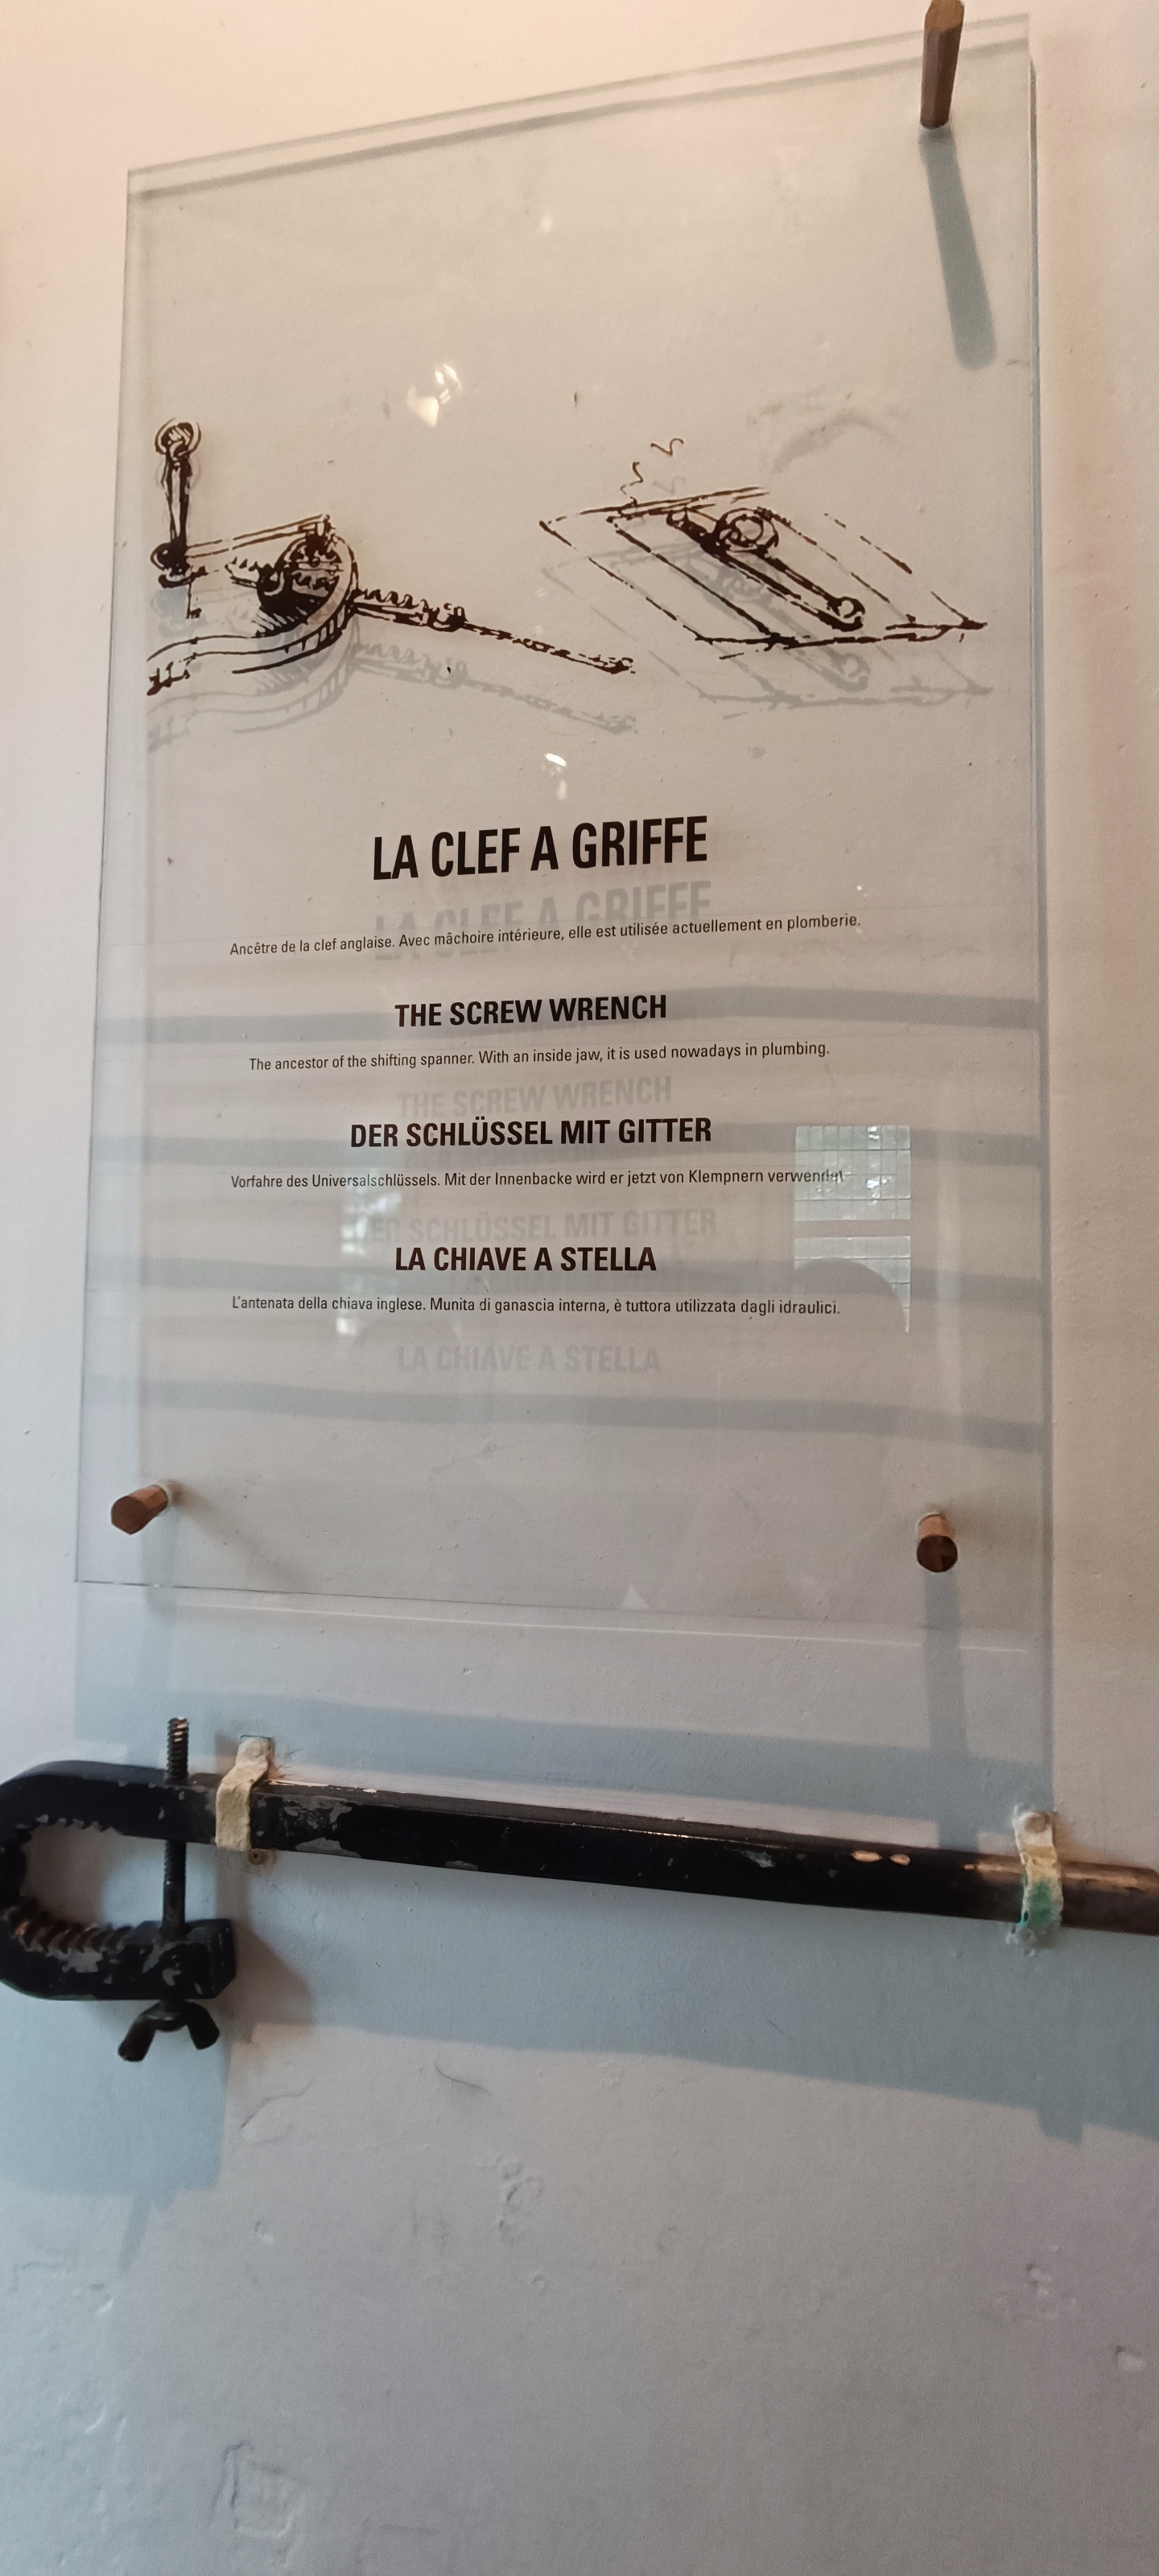 LA CLEF A GRIFFE
Ancêtre de la clef anglaise. Avec mâchoire intérieure, elle est utilisée actuellement en plomberie.
THE SCREW WRENCH
The ancestor of the shifting spanner. With an inside jaw, it is used nowadays in plumbing.
DER SCHLÜSSEL MIT GITTER
Vorfahre des Universalschlüssels. Mit der Innenbacke wird er jetzt von Klempnern verwendet
LA CHIAVE A STELLA
L'antenata della chiava inglese. Munita di ganascia interna, è tuttora utilizzata dagli idraulici.